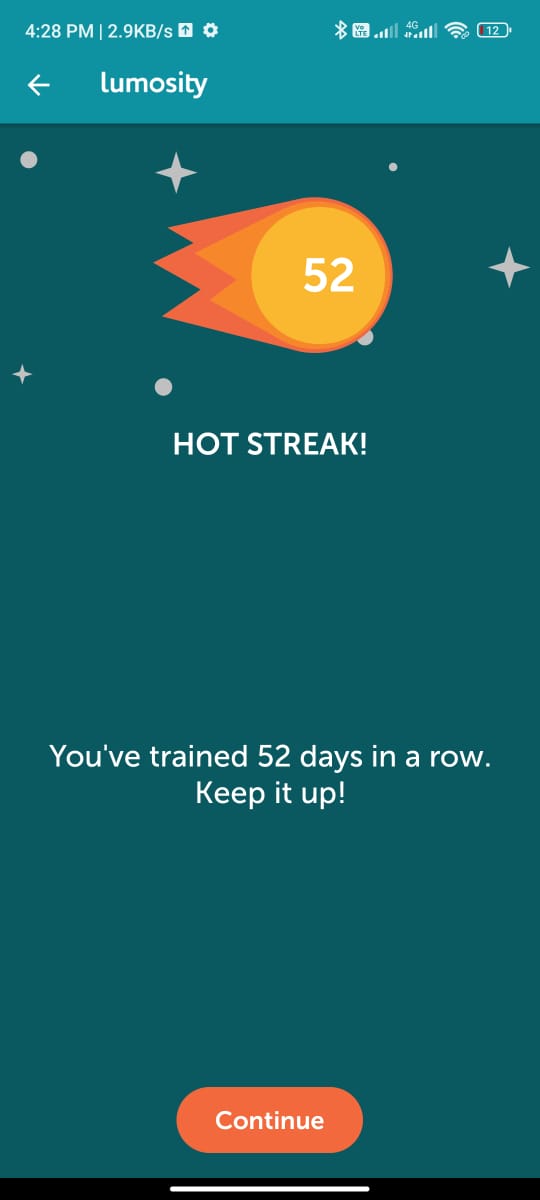 4:28 PM | 2.9KB/s
Vo LTE 4G 12
lumosity
52
HOT STREAK!
You've trained 52 days in a row.
Keep it up!
Continue